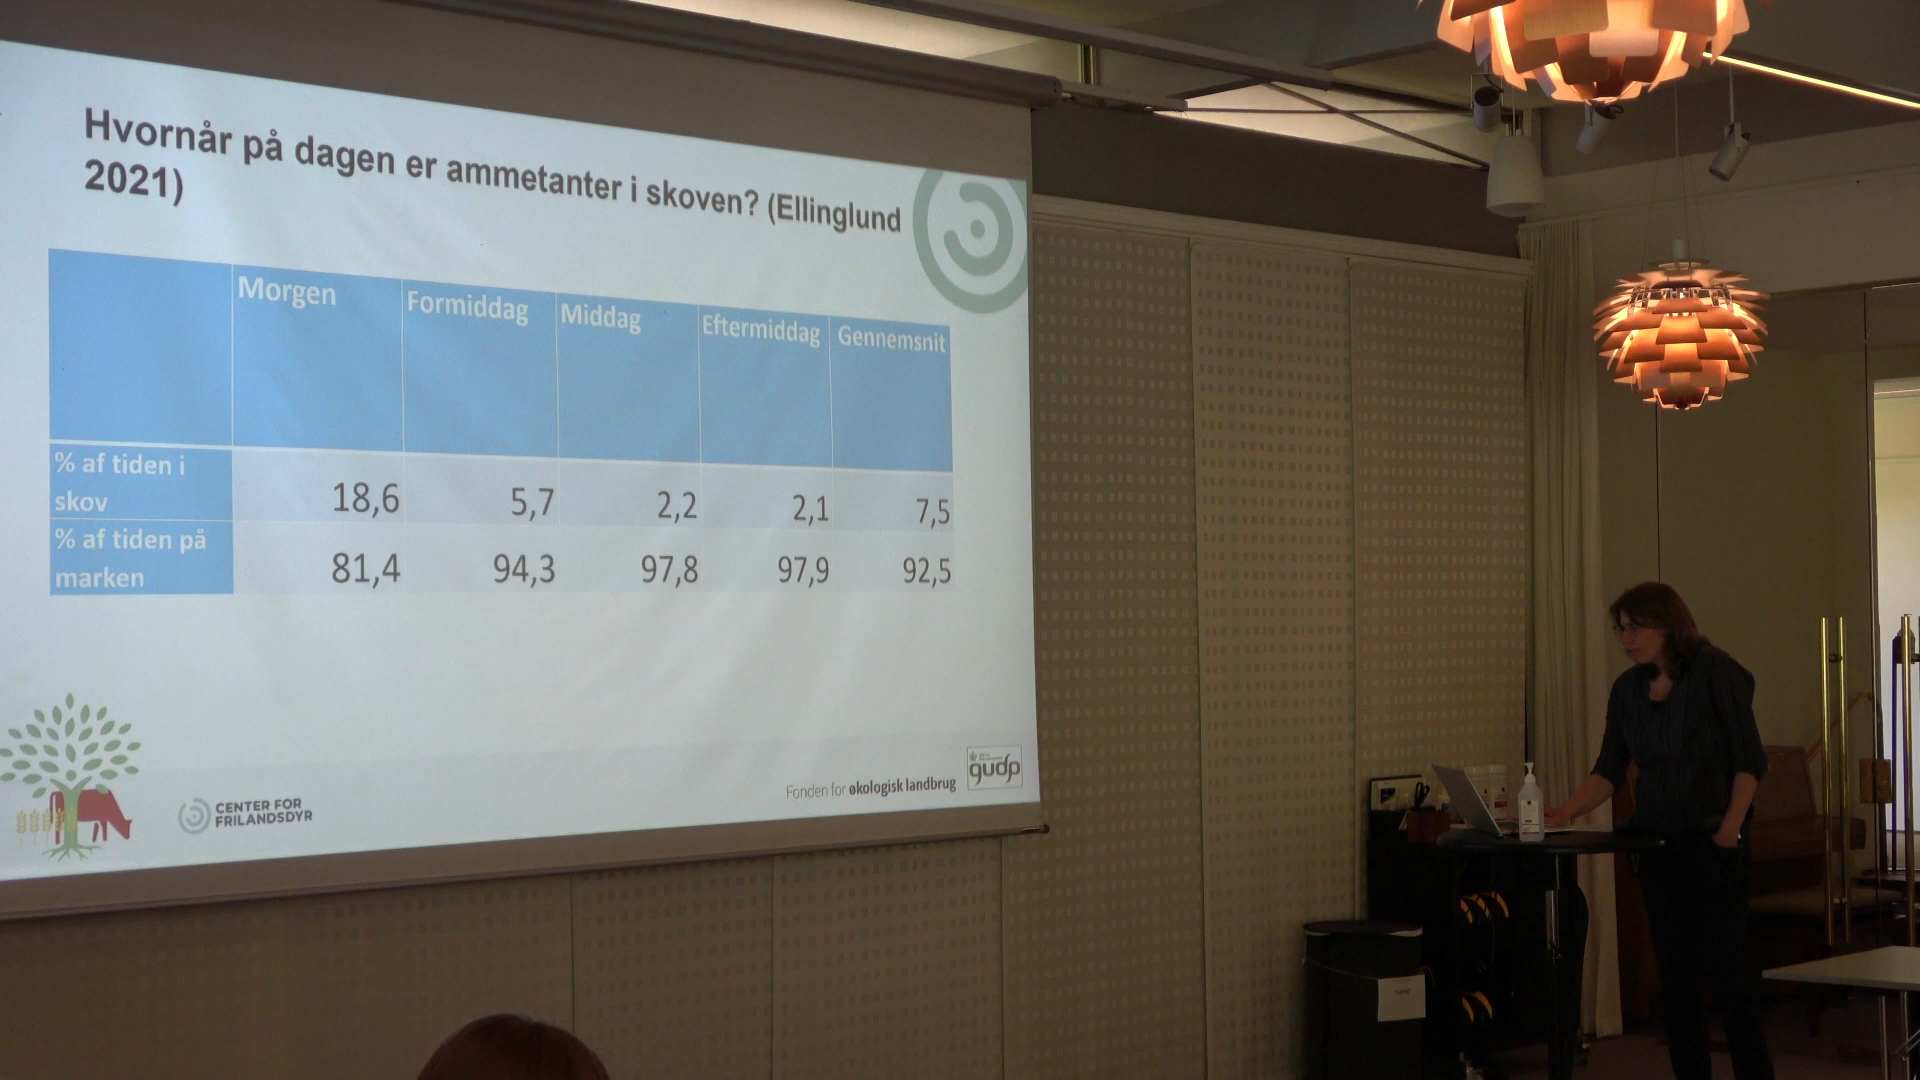 Hvornår på dagen er ammetanter i skoven? (Ellinglund
2021)
Morgen Formiddag Middag Eftermiddag Gennemsnit
% af tiden i
skov 18,6 5,7 2,2 2,1 7,5
% af tiden på
marken 81,4 94,3 97,8 97,9 92,5
CENTER FOR
FRILANDSDYR
Fonden for økologisk landbrug
gudp